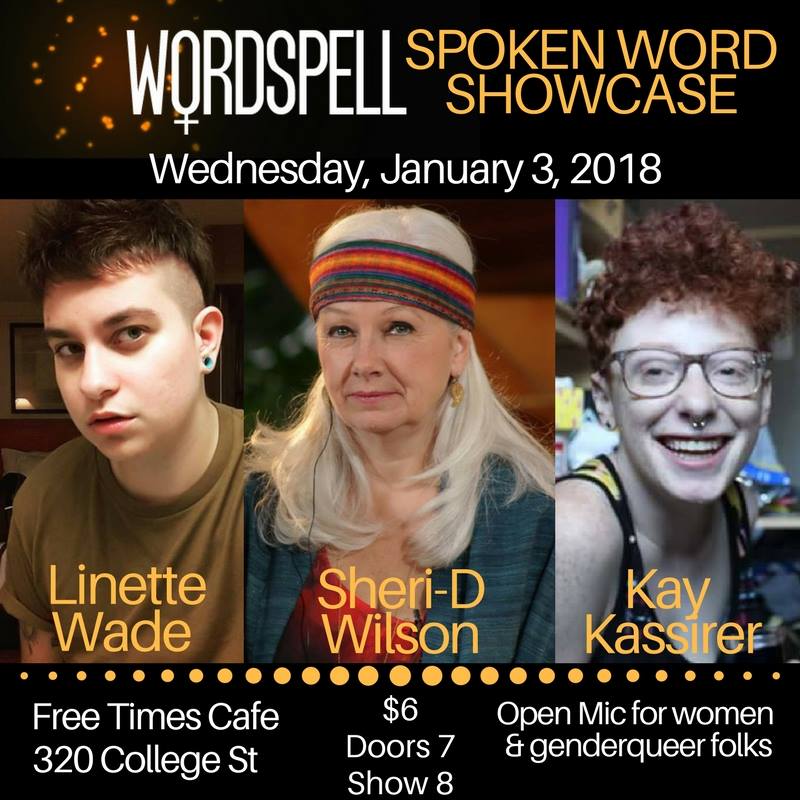 WORDSPELL SPOKEN WORD
SHOWCASE
Wednesday, January 3, 2018
Linette
Wade
Sheri-D
Wilson
Kay
Kassirer
Free Times Cafe
320 College St
$6
Doors 7
Show 8
Open Mic for women
& genderqueer folks